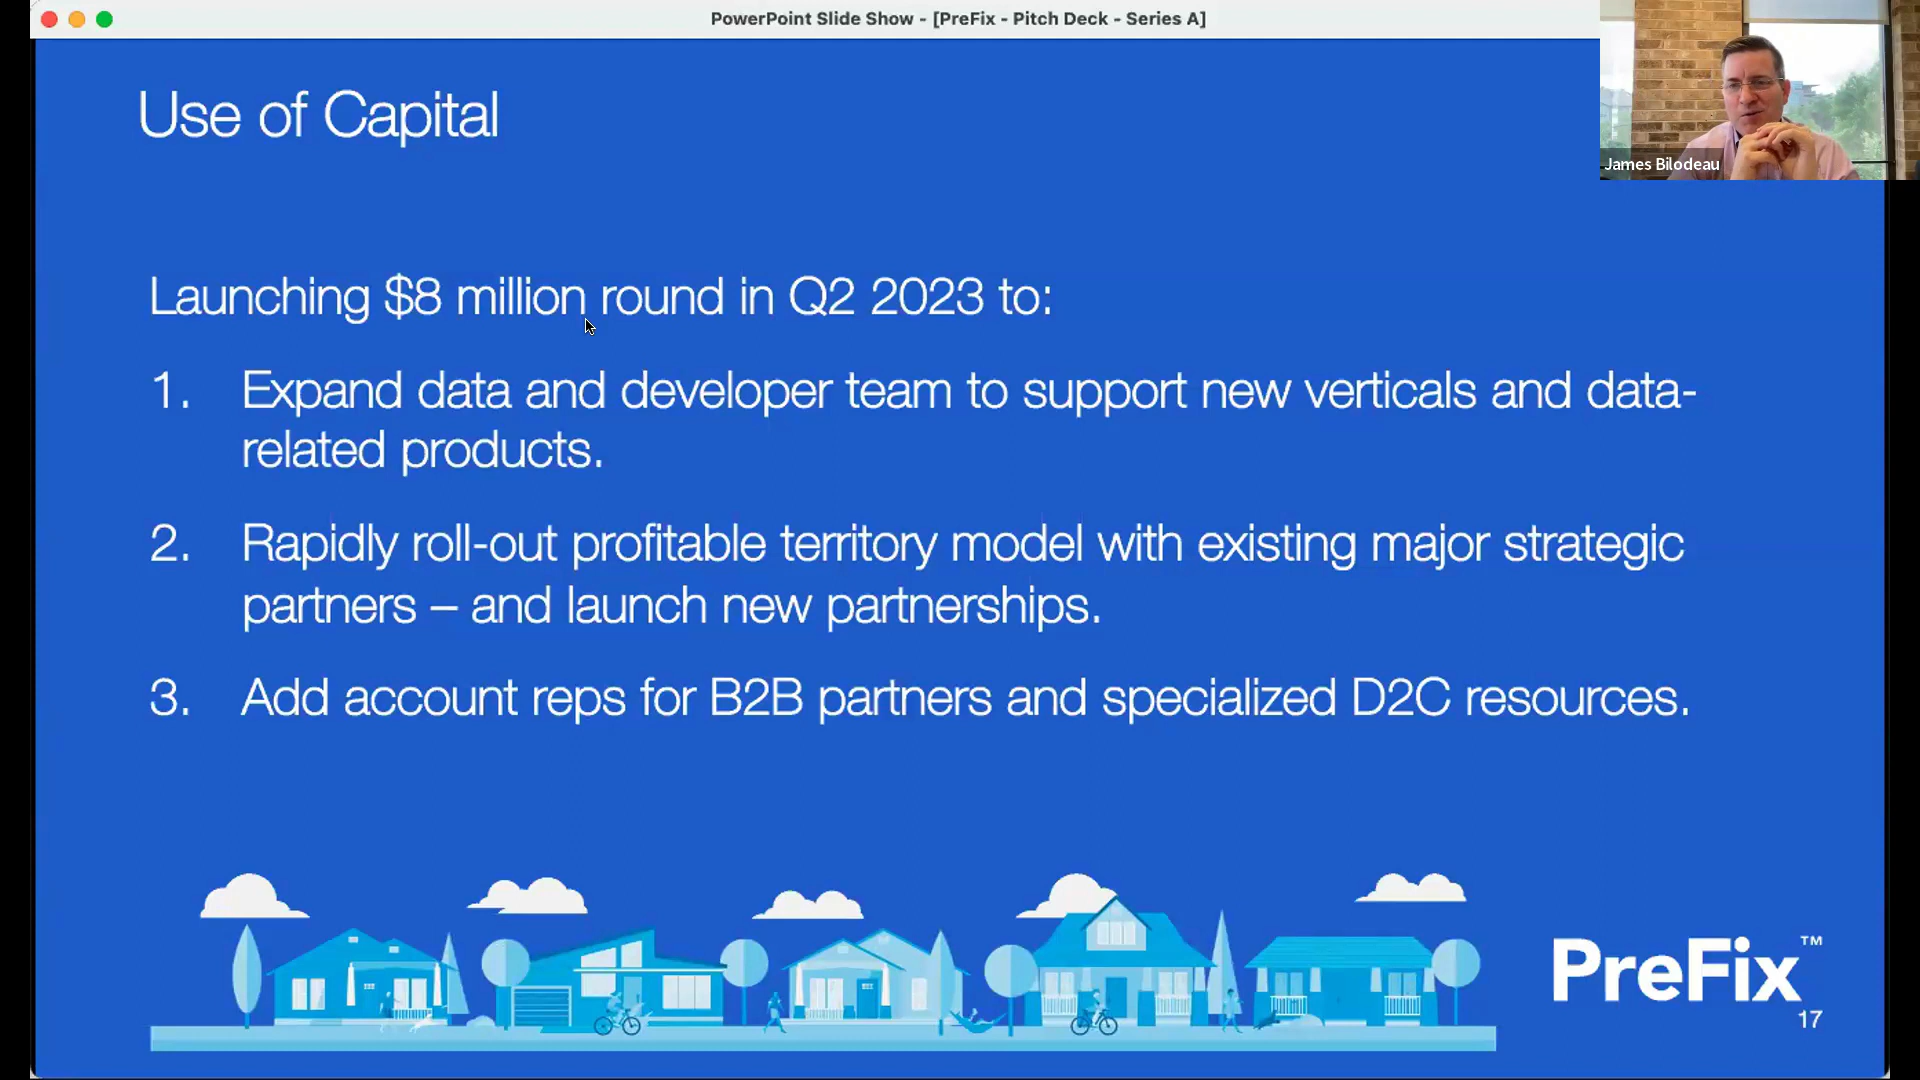 PowerPoint Slide Show - [PreFix - Pitch Deck - Series A]
James Bilodeau
Use of Capital
Launching $8 million round in Q2 2023 to:
1. Expand data and developer team to support new verticals and data-
related products.
2. Rapidly roll-out profitable territory model with existing major strategic
partners – and launch new partnerships.
3. Add account reps for B2B partners and specialized D2C resources.
PreFix™
17